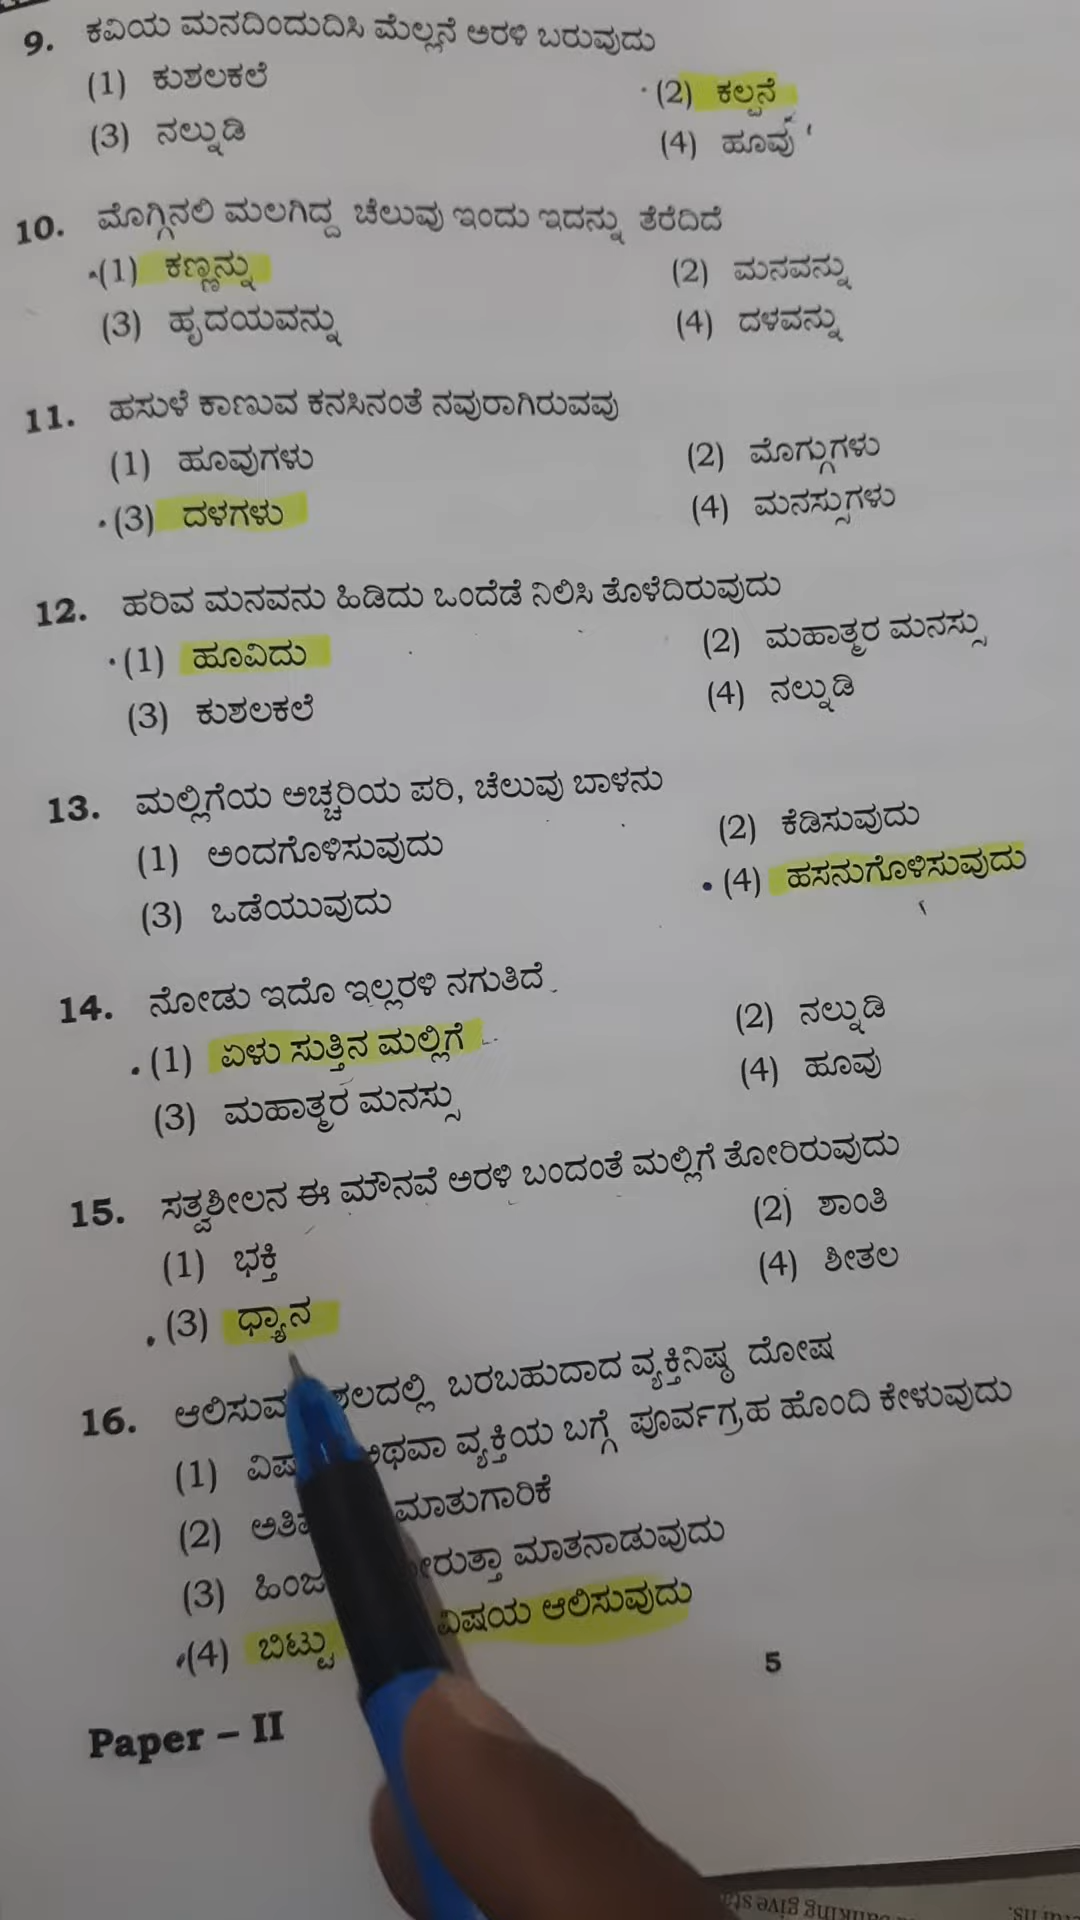 9. ಕವಿಯ ಮನದಿಂದುದಿಸಿ ಮೆಲ್ಲನೆ ಅರಳಿ ಬರುವುದು
(1) ಕುಶಲಕಲೆ
(2) ಕಲ್ಪನೆ
(3) ನಲ್ನುಡಿ
(4) ಹೂವು
10. ಮೊಗ್ಗಿನಲಿ ಮಲಗಿದ್ದ ಚೆಲುವು ಇಂದು ಇದನ್ನು ತೆರೆದಿದೆ
(1) ಕಣ್ಣನ್ನು
(2) ಮನವನ್ನು
(3) ಹೃದಯವನ್ನು
(4) ದಳವನ್ನು
11. ಹಸುಳೆ ಕಾಣುವ ಕನಸಿನಂತೆ ನವುರಾಗಿರುವವು
(1) ಹೂವುಗಳು
(2) ಮೊಗ್ಗುಗಳು
(3) ದಳಗಳು
(4) ಮನಸ್ಸುಗಳು
12. ಹರಿವ ಮನವನು ಹಿಡಿದು ಒಂದೆಡೆ ನಿಲಿಸಿ ತೊಳೆದಿರುವುದು
(1) ಹೂವಿದು
(2) ಮಹಾತ್ಮರ ಮನಸ್ಸು
(3) ಕುಶಲಕಲೆ
(4) ನಲ್ನುಡಿ
13. ಮಲ್ಲಿಗೆಯ ಅಚ್ಚರಿಯ ಪರಿ, ಚೆಲುವು ಬಾಳನು
(1) ಅಂದಗೊಳಿಸುವುದು
(2) ಕೆಡಿಸುವುದು
(3) ಒಡೆಯುವುದು
(4) ಹಸನುಗೊಳಿಸುವುದು
14. ನೋಡು ಇದೊ ಇಲ್ಲರಳಿ ನಗುತಿದೆ
(1) ಏಳು ಸುತ್ತಿನ ಮಲ್ಲಿಗೆ
(2) ನಲ್ನುಡಿ
(3) ಮಹಾತ್ಮರ ಮನಸ್ಸು
(4) ಹೂವು
15. ಸತ್ವಶೀಲನ ಈ ಮೌನವೆ ಅರಳಿ ಬಂದಂತೆ ಮಲ್ಲಿಗೆ ತೋರಿರುವುದು
(1) ಭಕ್ತಿ
(2) ಶಾಂತಿ
(3) ಧ್ಯಾನ
(4) ಶೀತಲ
16. ಆಲಿಸುವ ಬರಬಹುದಾದ ವ್ಯಕ್ತಿನಿಷ್ಠ ದೋಷ
(1) ಅಥವಾ ವ್ಯಕ್ತಿಯ ಬಗ್ಗೆ ಪೂರ್ವಗ್ರಹ ಹೊಂದಿ ಕೇಳುವುದು
(2) ಮಾತುಗಾರಿಕೆ
(3) ಮಾತನಾಡುವುದು
(4) ಬಿಟ್ಟು ವಿಷಯ ಆಲಿಸುವುದು
5
Paper – II